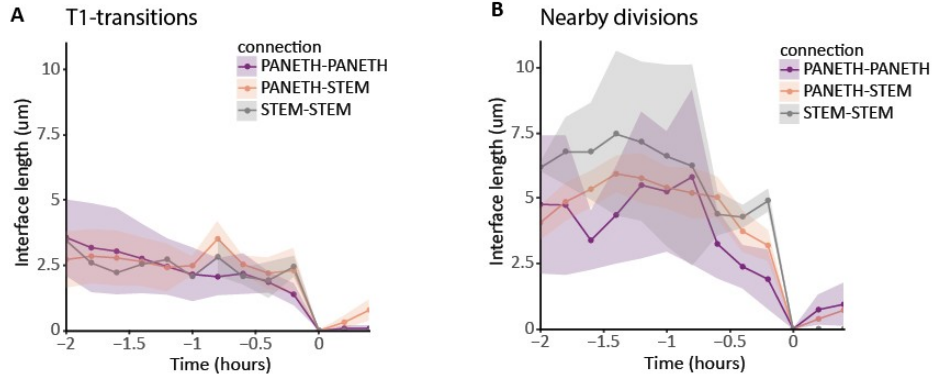 A
T1-transitions
connection
PANETH-PANETH
PANETH-STEM
STEM-STEM
Interface length (um)
10
7.5
5
2.5
0
−2
−1.5
−1
−0.5
0
Time (hours)
B
Nearby divisions
connection
PANETH-PANETH
PANETH-STEM
STEM-STEM
Interface length (um)
10
7.5
5
2.5
0
−2
−1.5
−1
−0.5
0
Time (hours)